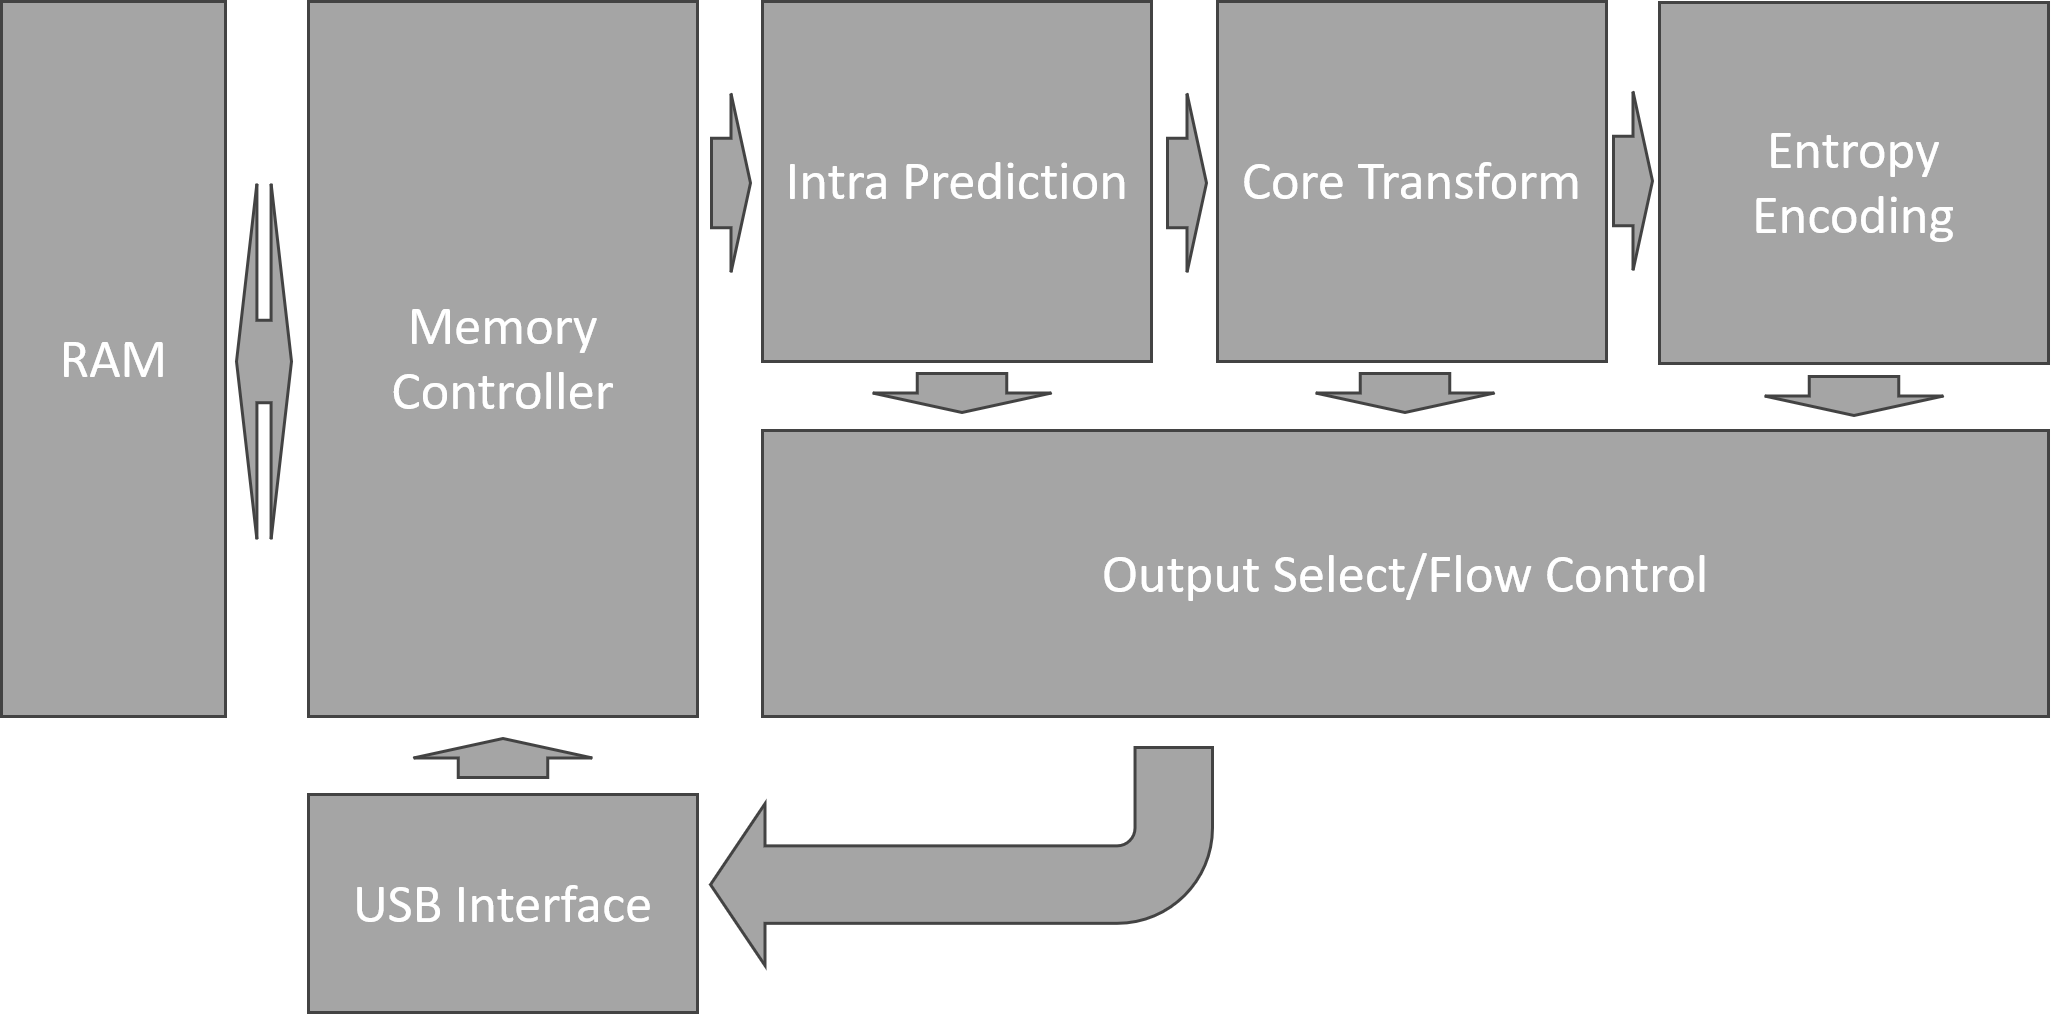 RAM
Memory
Controller
Intra Prediction
Core Transform
Entropy
Encoding
Output Select/Flow Control
USB Interface